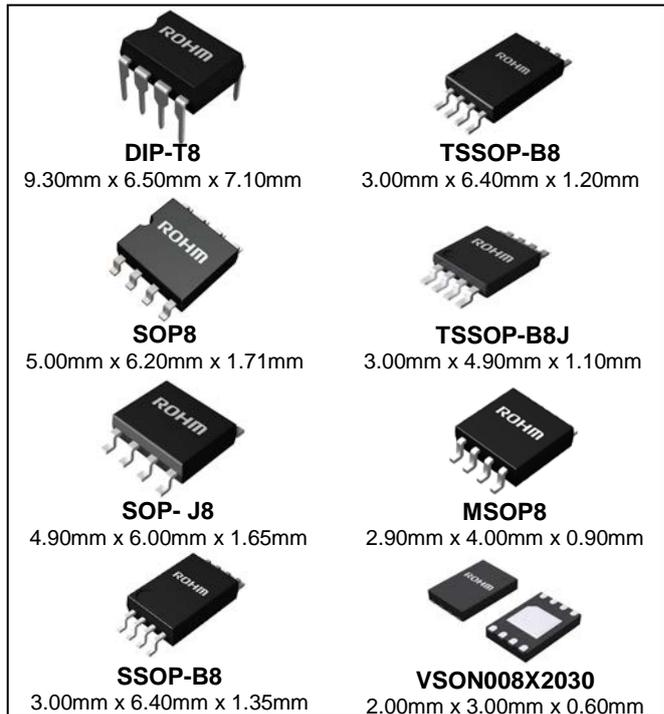 ROHM
DIP-T8
9.30mm x 6.50mm x 7.10mm
ROHM
TSSOP-B8
3.00mm x 6.40mm x 1.20mm
ROHM
SOP8
5.00mm x 6.20mm x 1.71mm
ROHM
TSSOP-B8J
3.00mm x 4.90mm x 1.10mm
ROHM
SOP- J8
4.90mm x 6.00mm x 1.65mm
ROHM
MSOP8
2.90mm x 4.00mm x 0.90mm
ROHM
SSOP-B8
3.00mm x 6.40mm x 1.35mm
ROHM
VSON008X2030
2.00mm x 3.00mm x 0.60mm